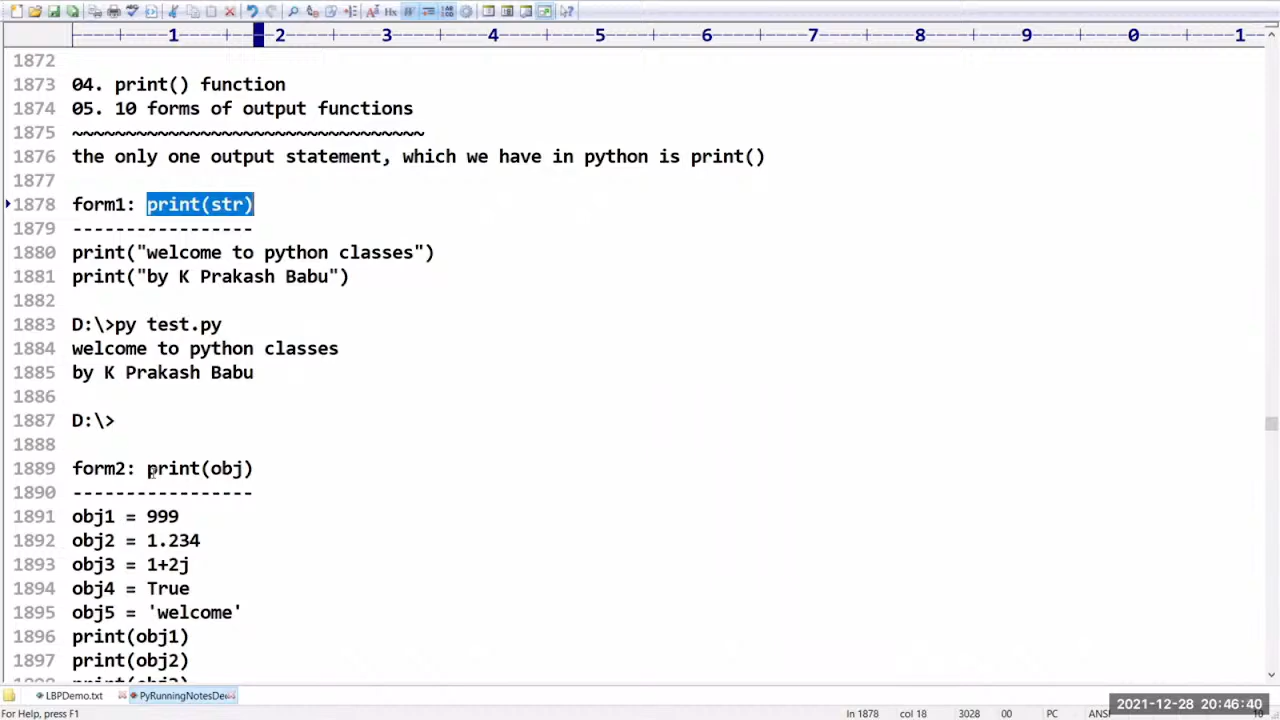 ----+----1----+----2----+----3----+----4----+----5----+----6----+----7----+----8----+----9----+----0----+----1--
1872
1873 04. print() function
1874 05. 10 forms of output functions
1875 ~~~~~~~~~~~~~~~~~~~~~~~~~~~~~~~~~
1876 the only one output statement, which we have in python is print()
1877
1878 form1: print(str)
1879 -----------------
1880 print("welcome to python classes")
1881 print("by K Prakash Babu")
1882
1883 D:\>py test.py
1884 welcome to python classes
1885 by K Prakash Babu
1886
1887 D:\>
1888
1889 form2: print(obj)
1890 -----------------
1891 obj1 = 999
1892 obj2 = 1.234
1893 obj3 = 1+2j
1894 obj4 = True
1895 obj5 = 'welcome'
1896 print(obj1)
1897 print(obj2)
LBPDemo.txt PyRunningNotesDe
For Help, press F1 ln 1878 col 18 3028 00 PC ANS
2021-12-28 20:46:40